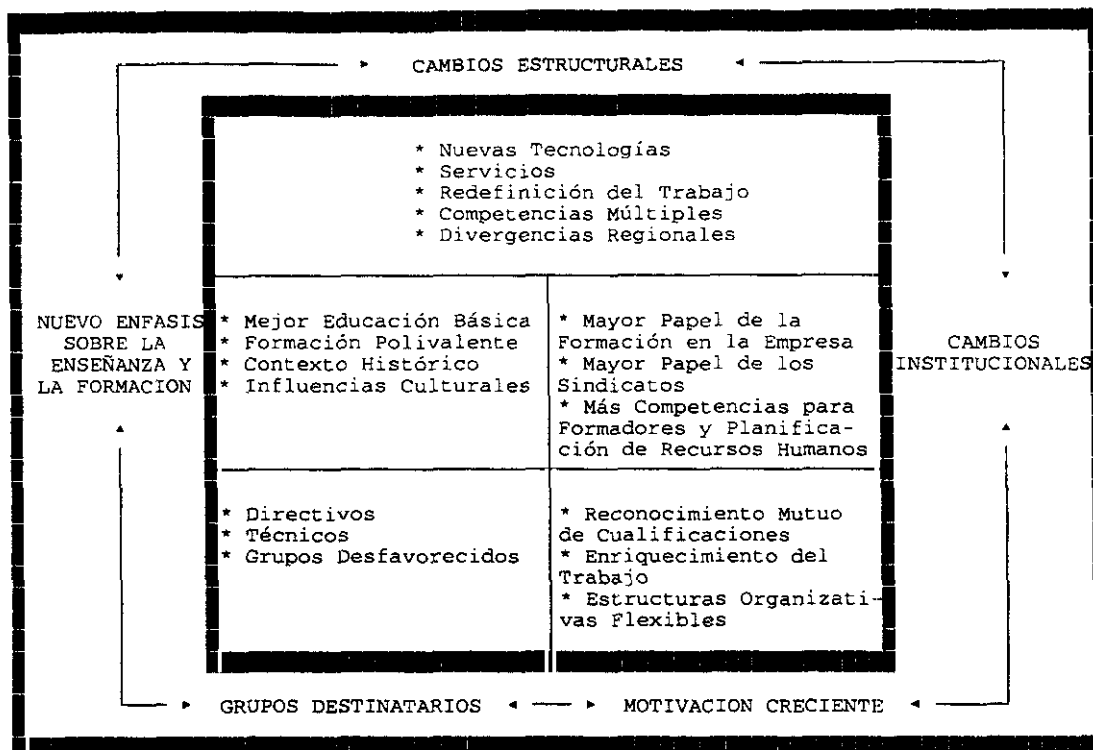 CAMBIOS ESTRUCTURALES
* Nuevas Tecnologías
* Servicios
* Redefinición del Trabajo
* Competencias Múltiples
* Divergencias Regionales
NUEVO ENFASIS
SOBRE LA
ENSEÑANZA Y
LA FORMACION
* Mejor Educación Básica
* Formación Polivalente
* Contexto Histórico
* Influencias Culturales
* Mayor Papel de la
Formación en la Empresa
* Mayor Papel de los
Sindicatos
* Más Competencias para
Formadores y Planifica-
ción de Recursos Humanos
CAMBIOS
INSTITUCIONALES
* Directivos
* Técnicos
* Grupos Desfavorecidos
* Reconocimiento Mutuo
de Cualificaciones
* Enriquecimiento del
Trabajo
* Estructuras Organizati-
vas Flexibles
GRUPOS DESTINATARIOS
MOTIVACION CRECIENTE